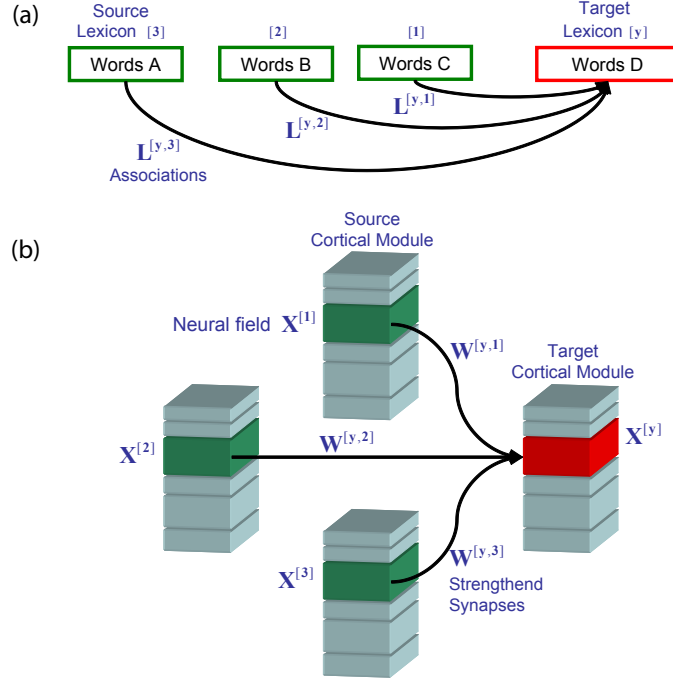 (a)
Source
Lexicon [3]
[2]
[1]
Target
Lexicon [y]
Words A
Words B
Words C
Words D
L[y,1]
L[y,2]
L[y,3]
Associations
(b)
Source
Cortical Module
Neural field X[1]
W[y,1]
Target
Cortical Module
X[2]
W[y,2]
X[y]
X[3]
W[y,3]
Strengthend
Synapses